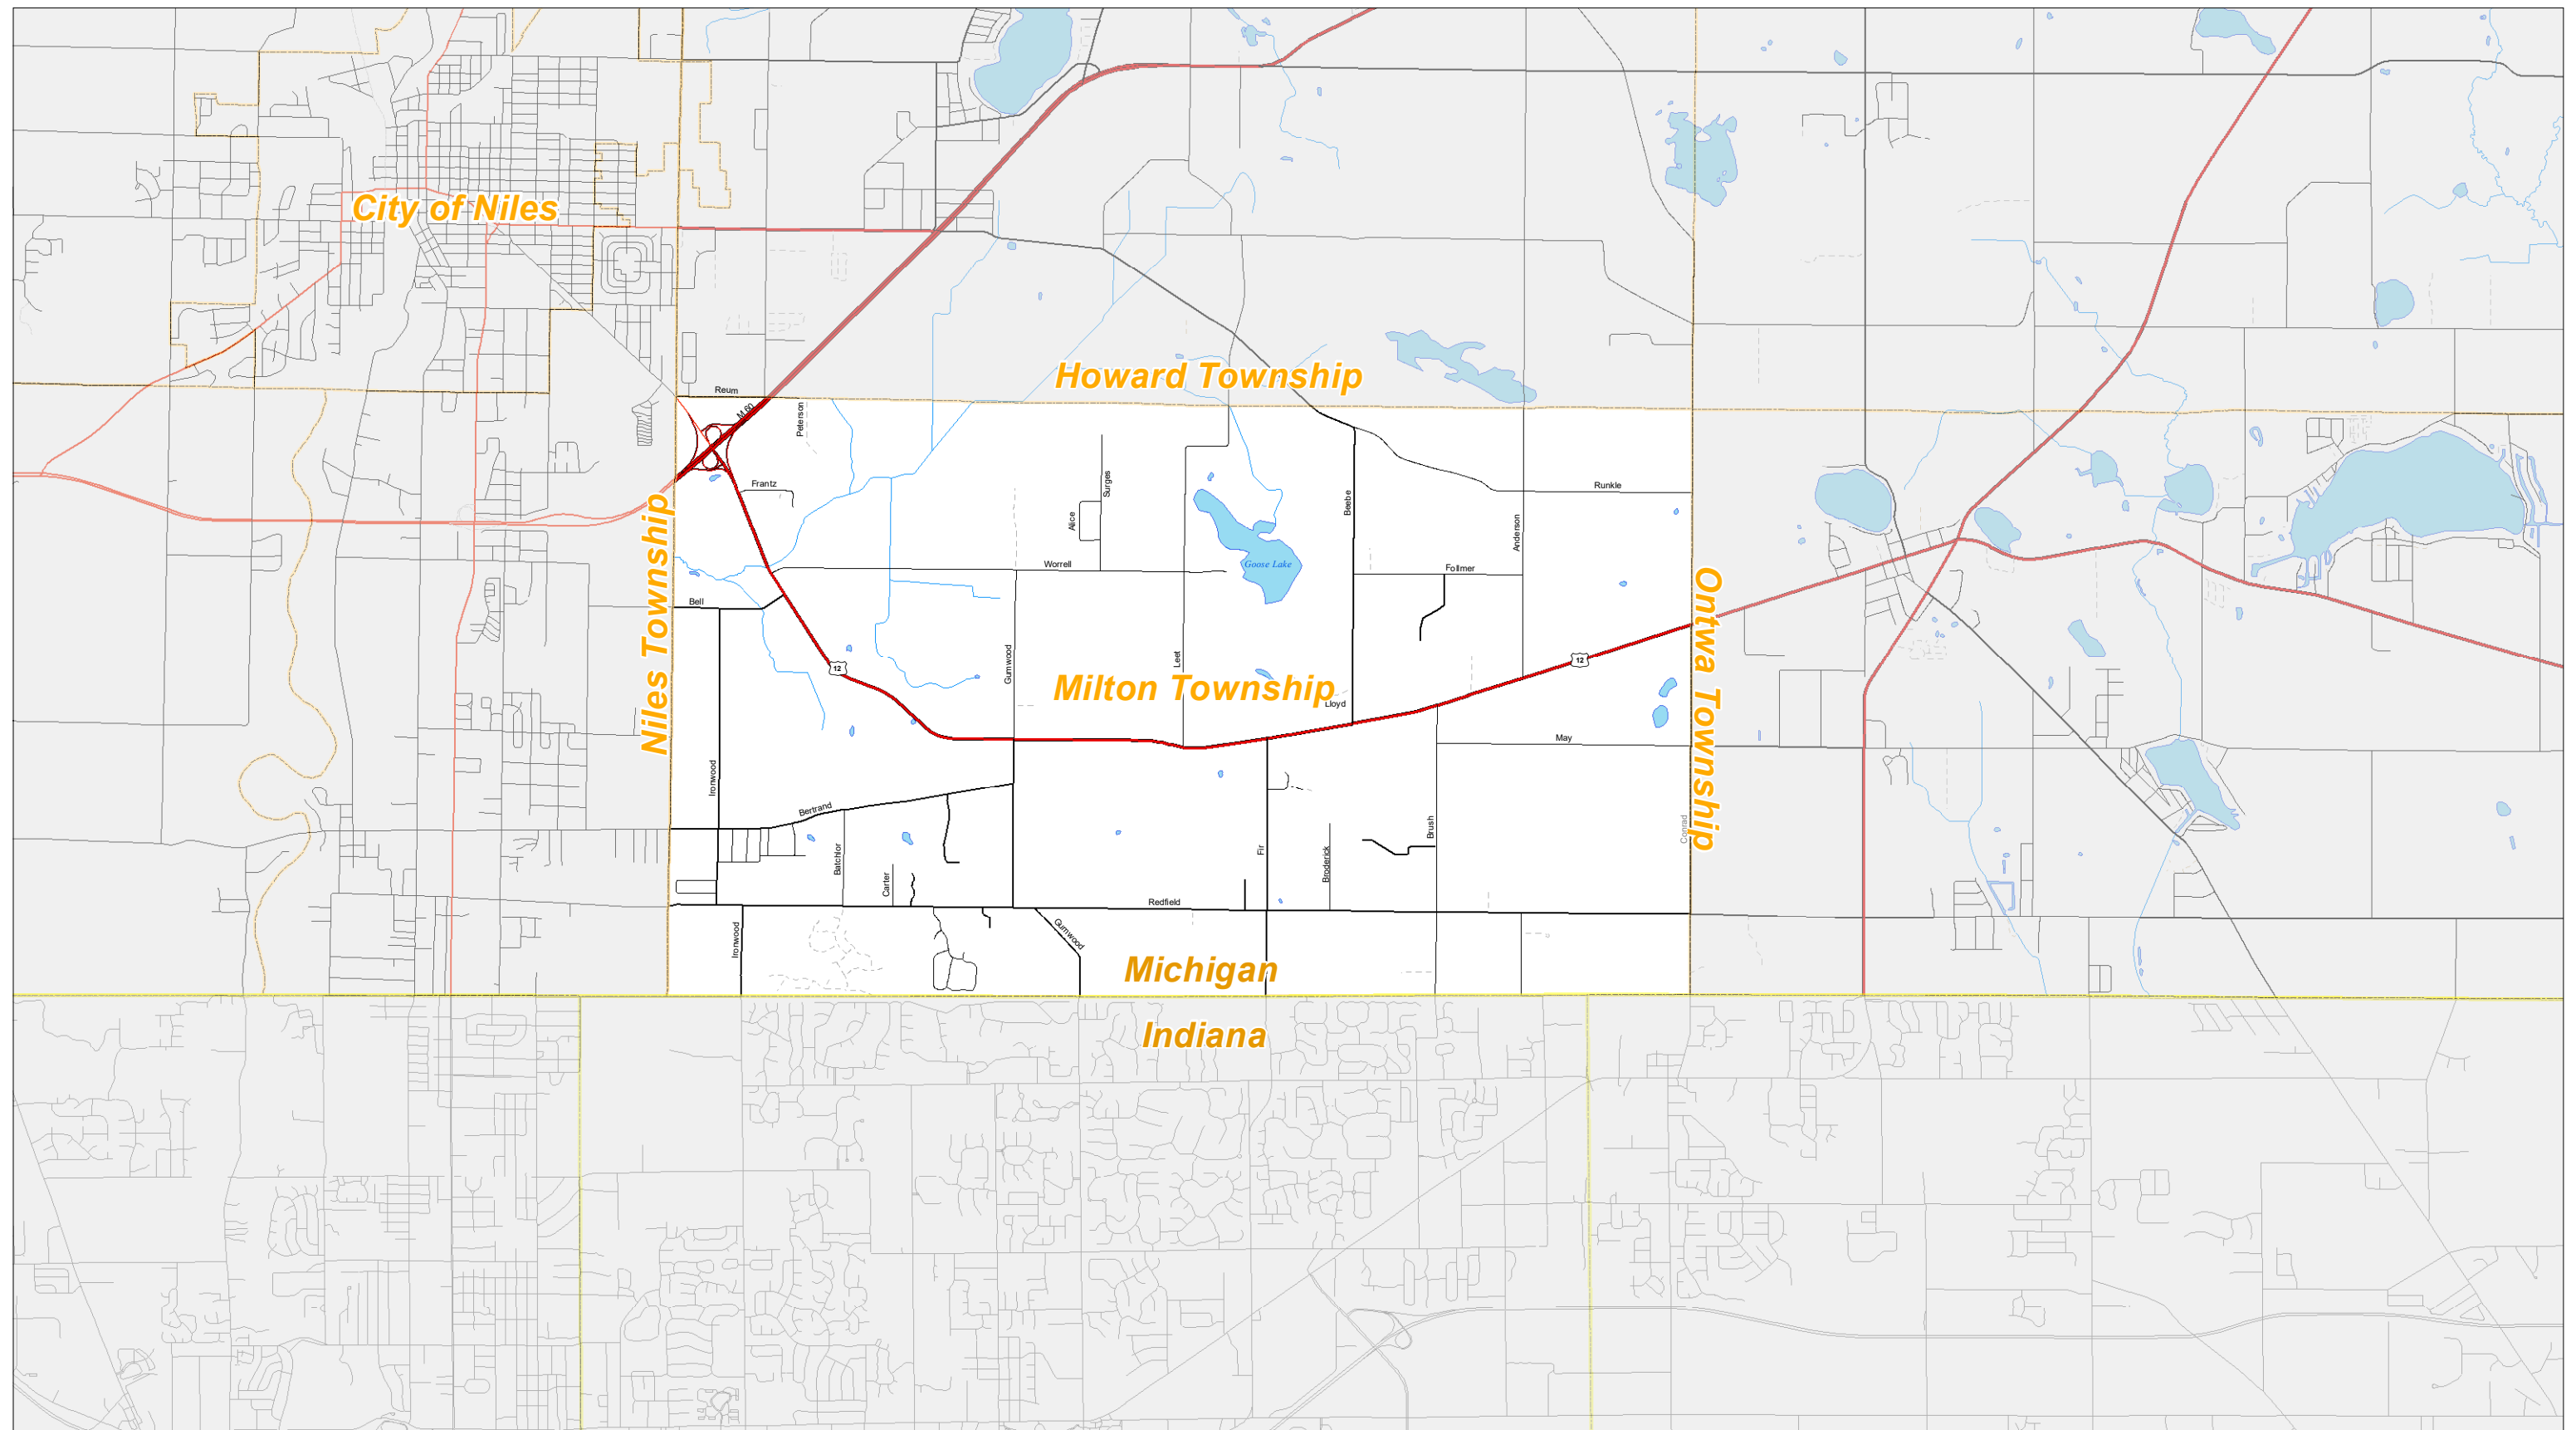 City of Niles
Howard Township
Reum
M 60
Peterson
Frantz
Surges
Alice
Beebe
Runkle
Anderson
Niles Township
Goose Lake
Worrell
Follmer
Bell
Ontwa Township
12
12
Gumwood
Leet
Milton Township
Lloyd
May
Ironwood
Bertrand
Batchlor
Carter
Fir
Broderick
Brush
Conrad
Redfield
Ironwood
Gumwood
Michigan
Indiana